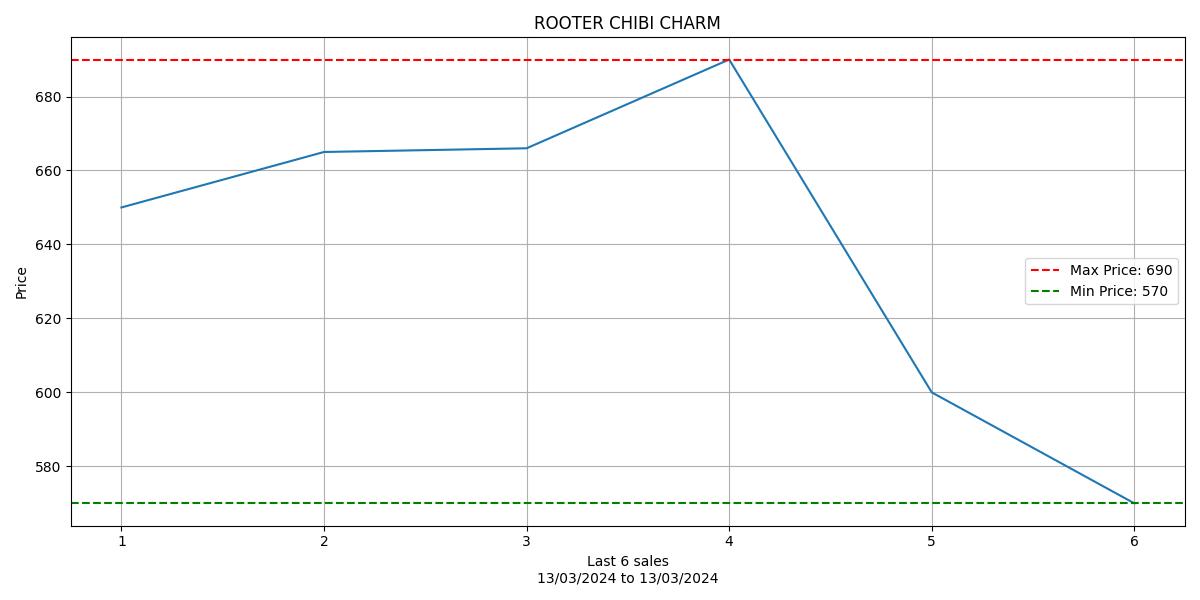 ROOTER CHIBI CHARM
Price
680
660
640
620
600
580
Max Price: 690
Min Price: 570
1 2 3 4 5 6
Last 6 sales
13/03/2024 to 13/03/2024